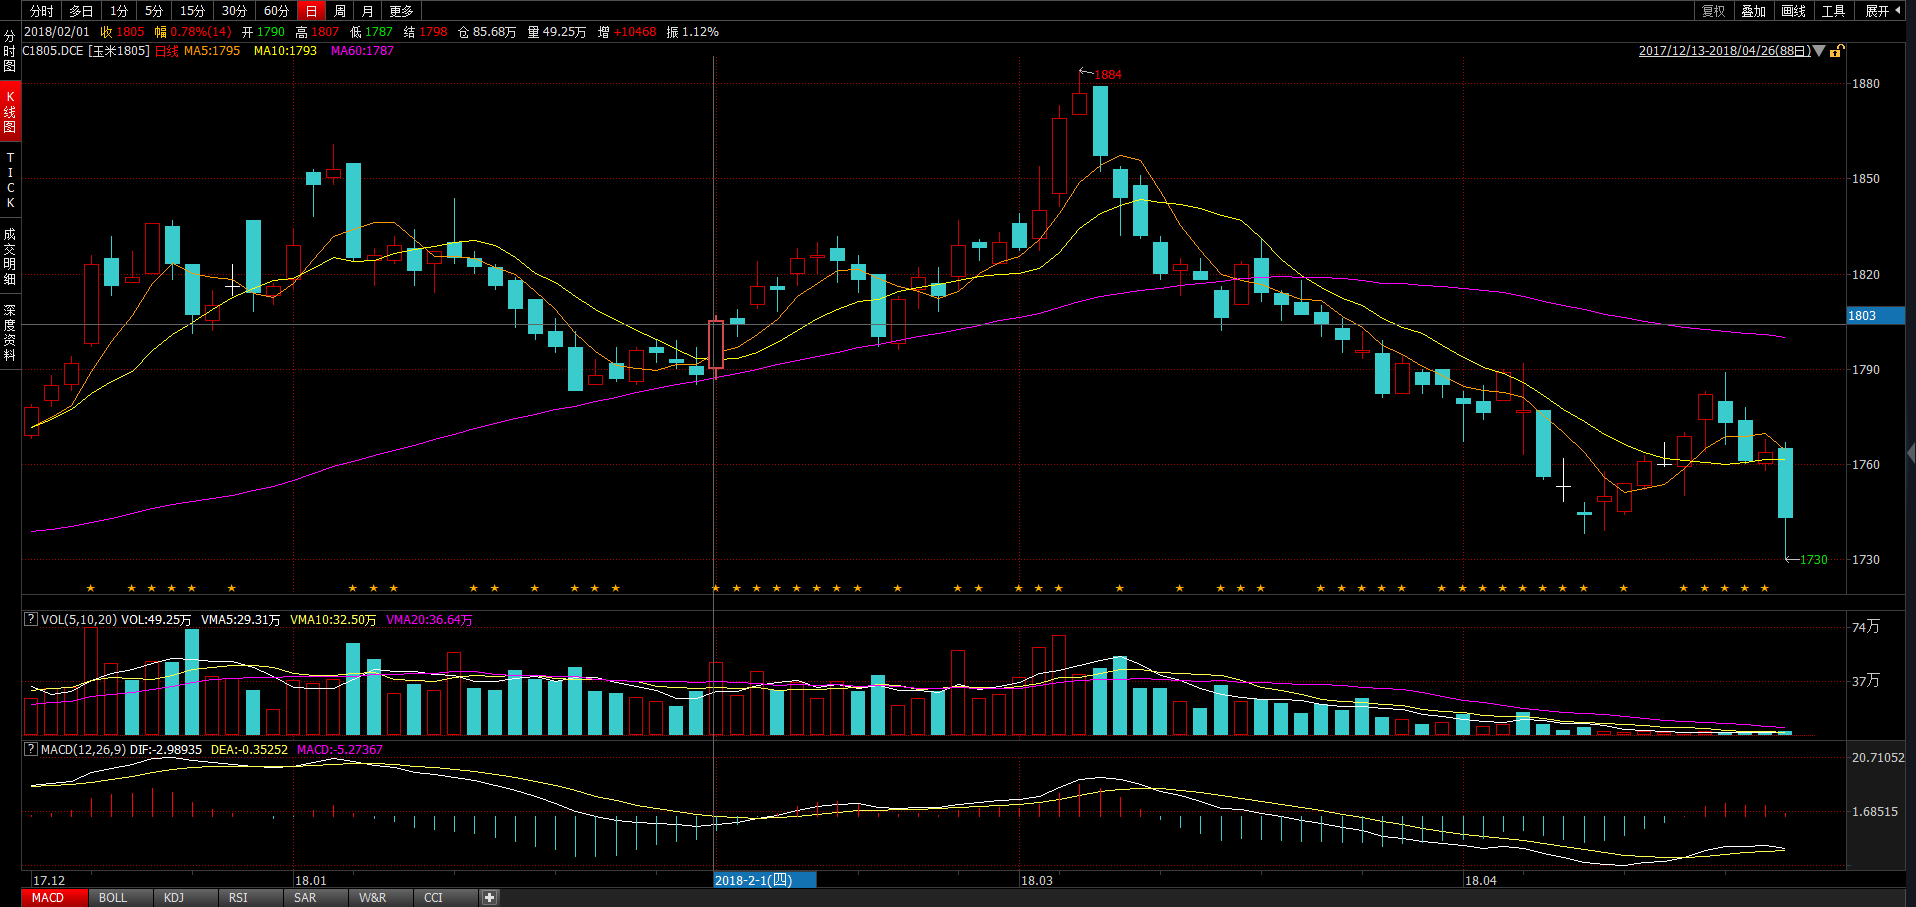 分时 多日 1分 5分 15分 30分 60分 日 周 月 更多 复权 叠加 画线 工具 展开
2018/02/01 收 1805 幅 0.78%(14) 开 1790 高 1807 低 1787 结 1798 仓 85.68万 量 49.25万 增 +10468 振 1.12%
C1805.DCE [玉米1805] 日线 MA5:1795 MA10:1793 MA60:1787 2017/12/13-2018/04/26(88日)
分时图
K线图
TICK
成交明细
深度资料
1884
1880
1850
1820
1803
1790
1760
1730
1730
? VOL(5,10,20) VOL:49.25万 VMA5:29.31万 VMA10:32.50万 VMA20:36.64万
74万
37万
? MACD(12,26,9) DIF:-2.98935 DEA:-0.35252 MACD:-5.27367
20.71052
1.68515
17.12 18.01 2018-2-1(四) 18.03 18.04
MACD BOLL KDJ RSI SAR W&R CCI